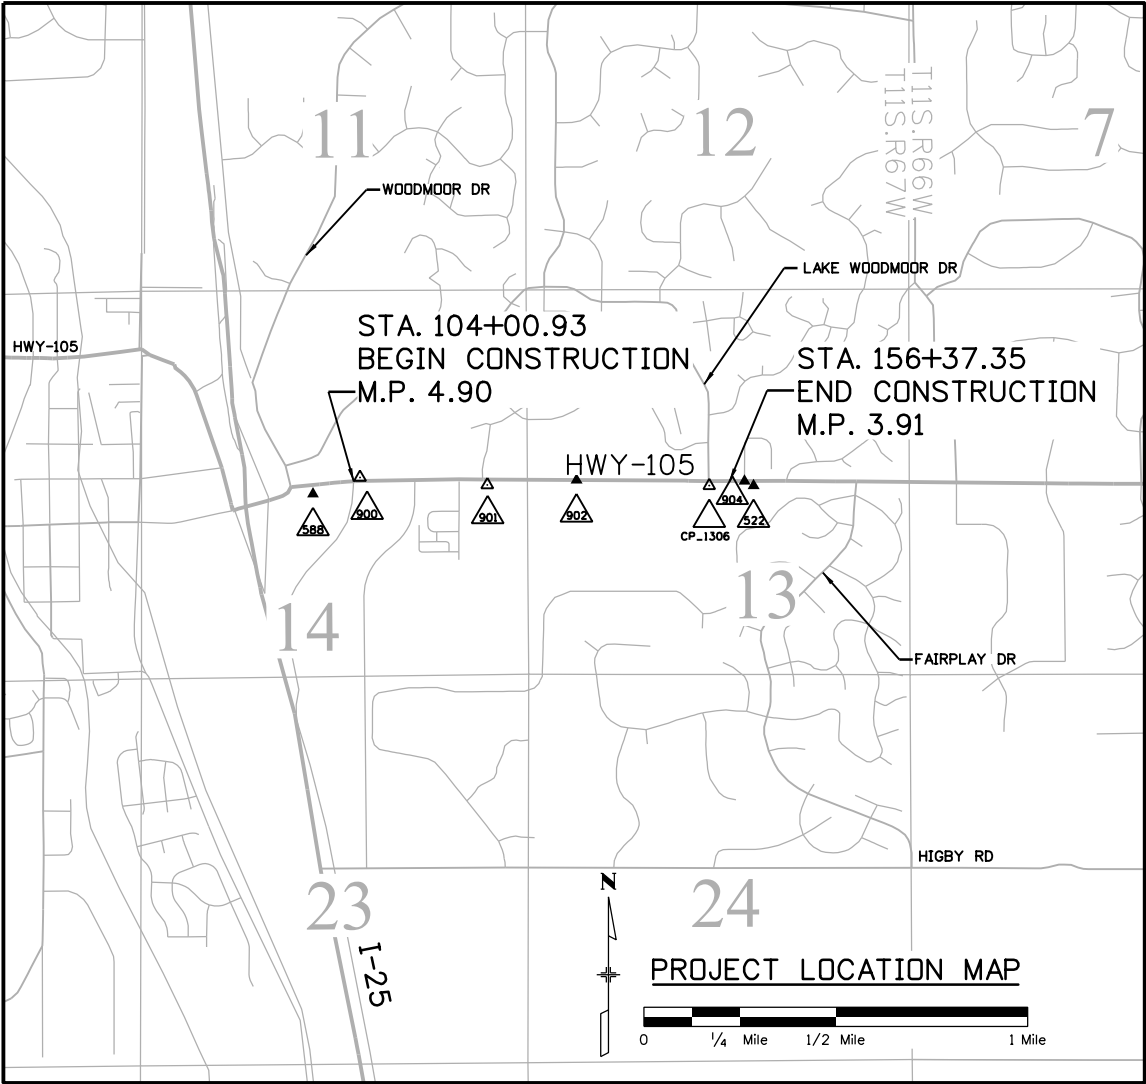 11
12
7
T11S.R66W
T11S.R67W
WOODMOOR DR
LAKE WOODMOOR DR
HWY-105
STA. 104+00.93
BEGIN CONSTRUCTION
M.P. 4.90
STA. 156+37.35
END CONSTRUCTION
M.P. 3.91
HWY-105
588
900
901
902
CP_1306
904
522
14
13
FAIRPLAY DR
HIGBY RD
23
24
I-25
N
PROJECT LOCATION MAP
0 1/4 Mile 1/2 Mile 1 Mile